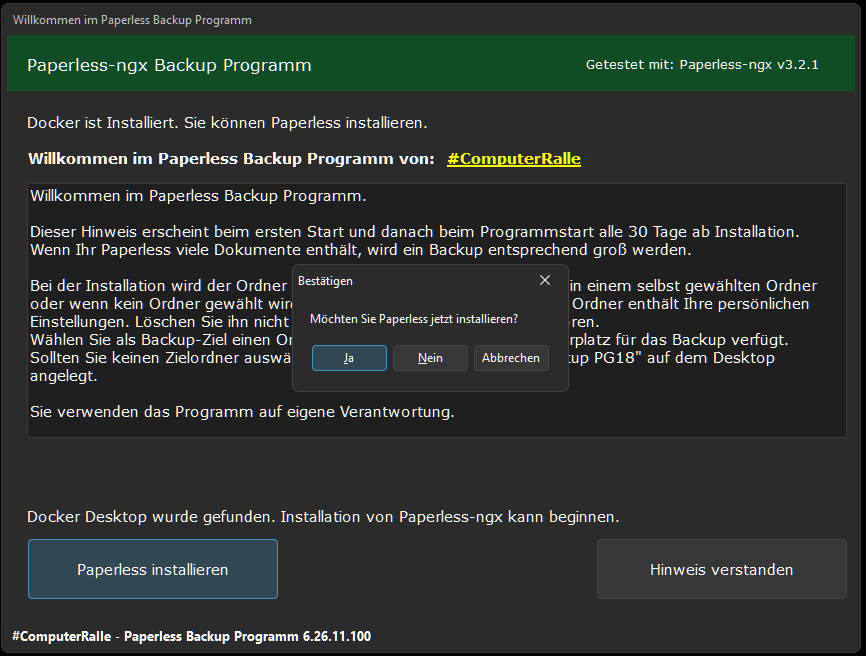 Willkommen im Paperless Backup Programm
Paperless-ngx Backup Programm
Getestet mit: Paperless-ngx v3.2.1
Docker ist Installiert. Sie können Paperless installieren.
Willkommen im Paperless Backup Programm von: #ComputerRalle
Willkommen im Paperless Backup Programm.
Dieser Hinweis erscheint beim ersten Start und danach beim Programmstart alle 30 Tage ab Installation.
Wenn Ihr Paperless viele Dokumente enthält, wird ein Backup entsprechend groß werden.
Bei der Installation wird der Ordner in einem selbst gewählten Ordner
oder wenn kein Ordner gewählt Ordner enthält Ihre persönlichen
Einstellungen. Löschen Sie ihn nicht
Wählen Sie als Backup-Ziel einen für das Backup verfügt.
Sollten Sie keinen Zielordner PG18" auf dem Desktop
angelegt.
Sie verwenden das Programm auf eigene Verantwortung.
Bestätigen
Möchten Sie Paperless jetzt installieren?
Ja
Nein
Abbrechen
Docker Desktop wurde gefunden. Installation von Paperless-ngx kann beginnen.
Paperless installieren
Hinweis verstanden
#ComputerRalle - Paperless Backup Programm 6.26.11.100